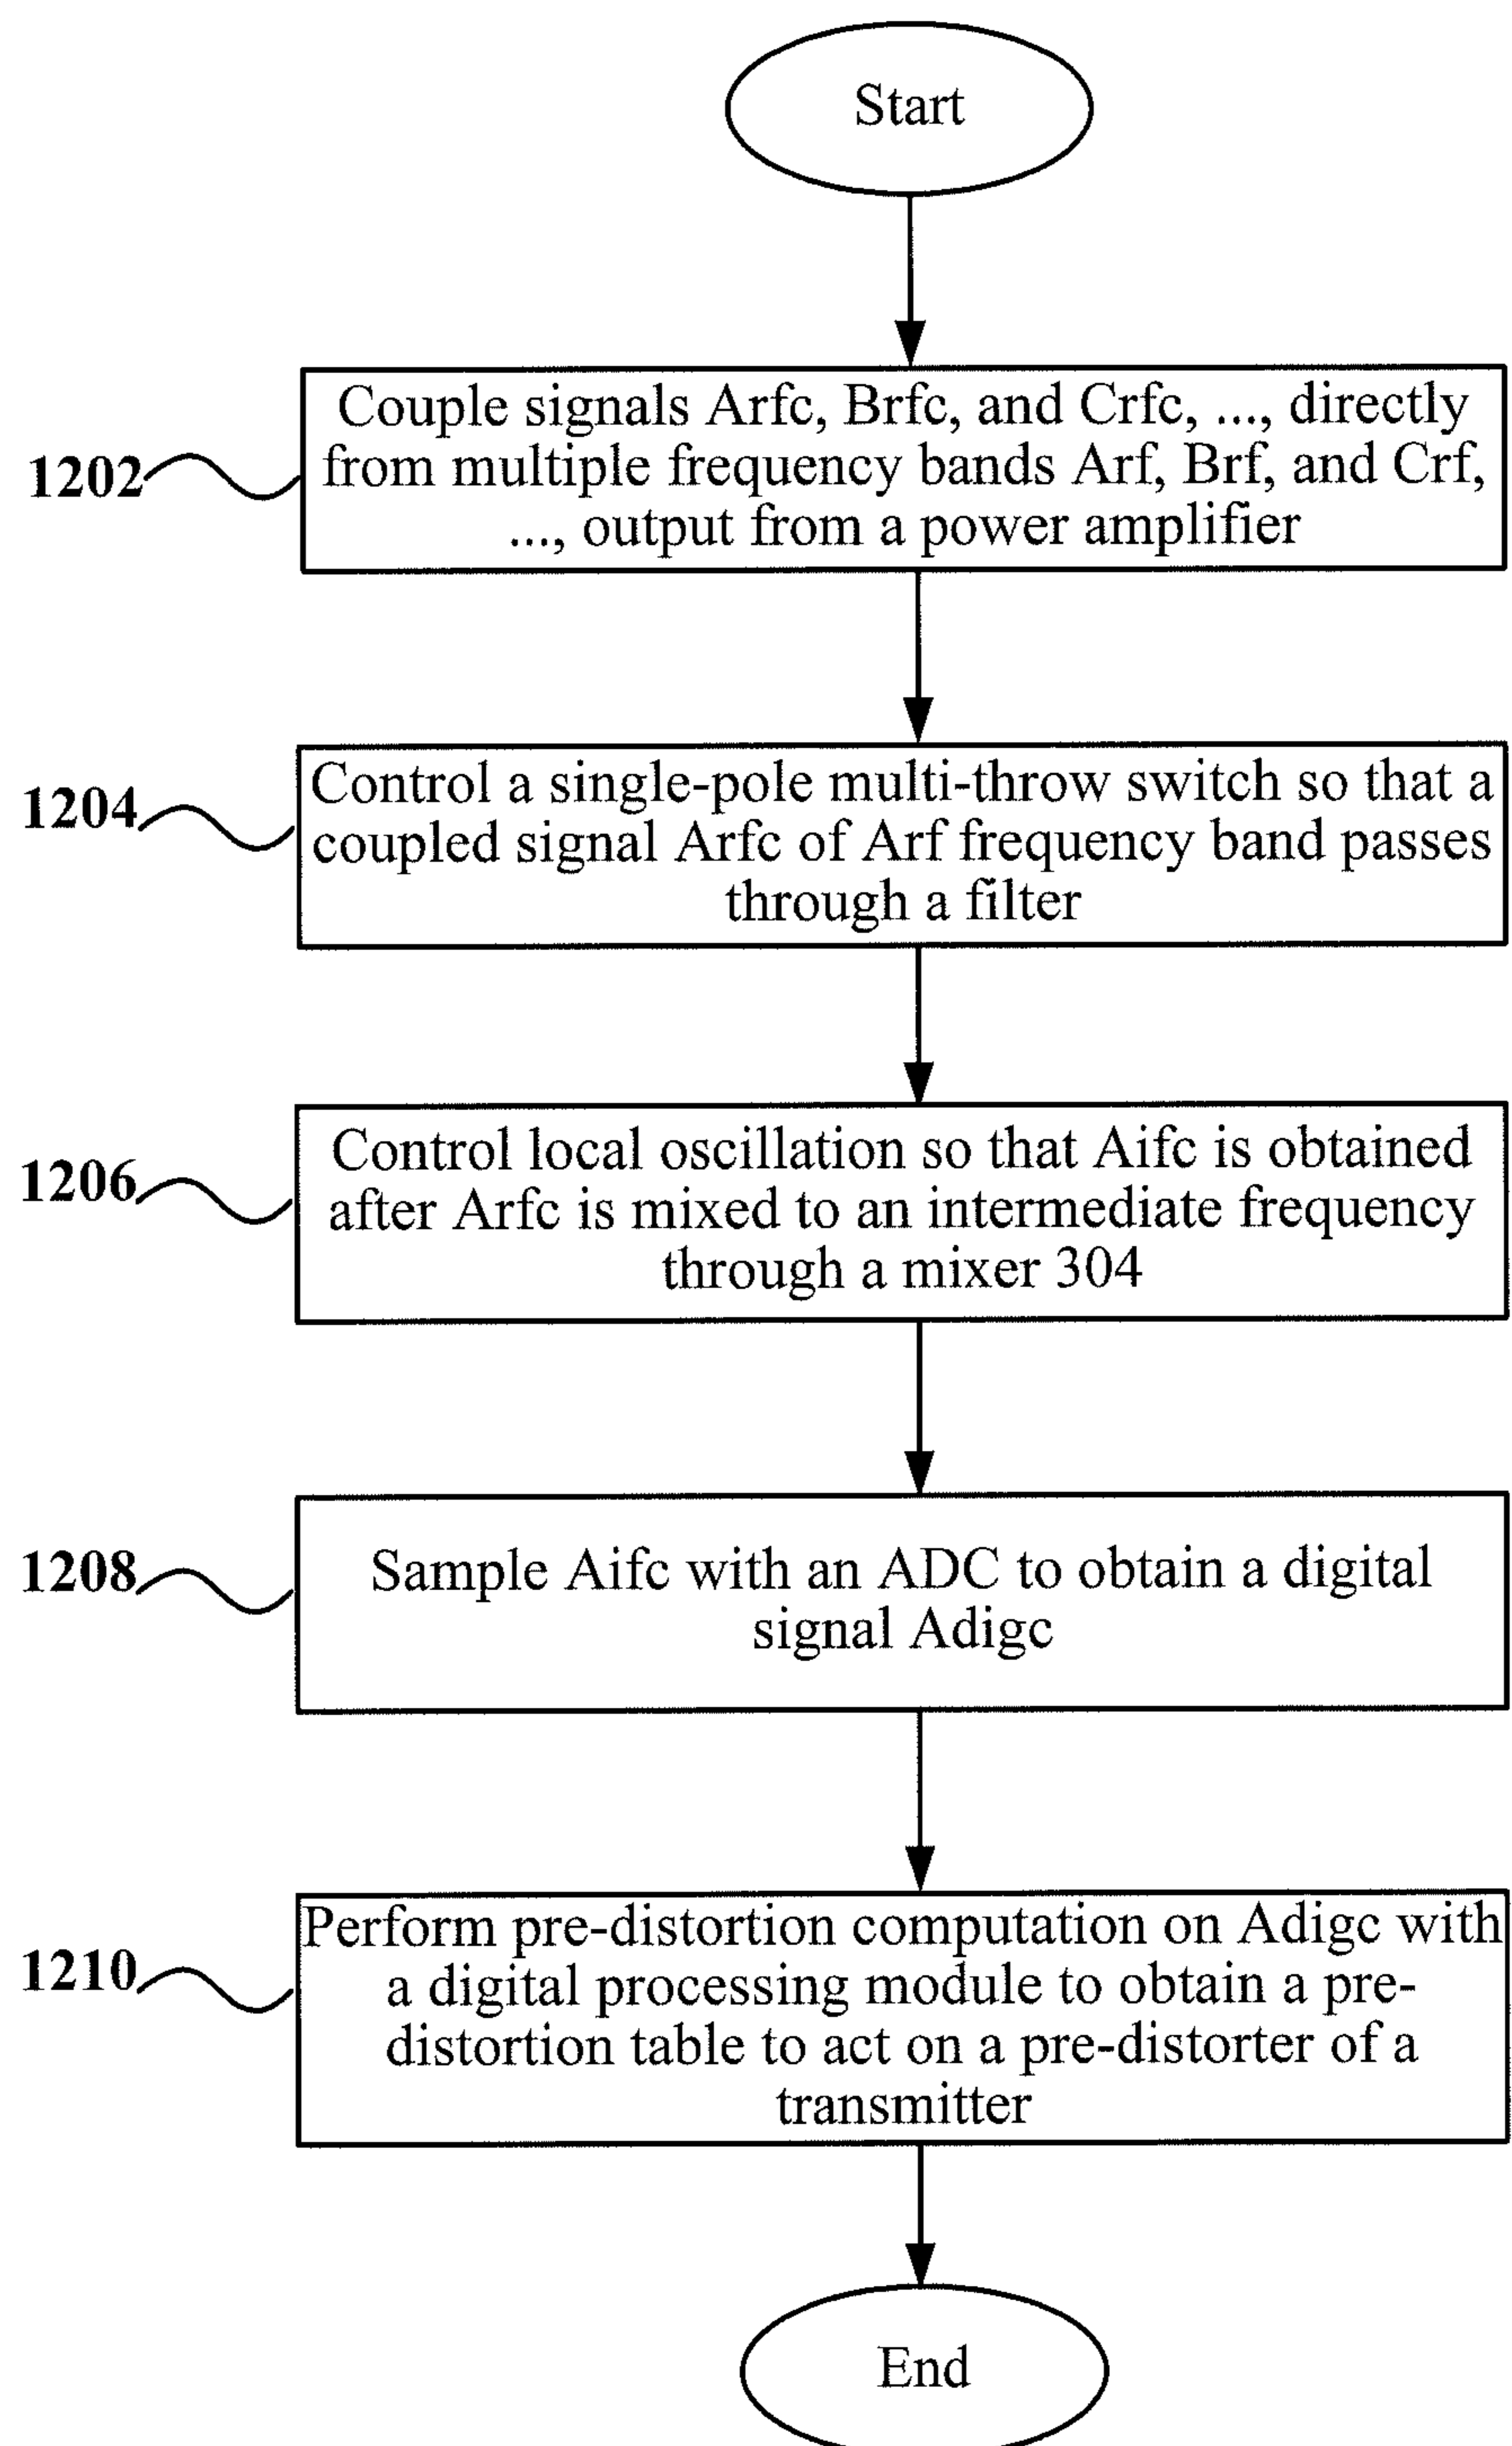 Start
Couple signals Arfc, Brfc, and Crfc, ..., directly
from multiple frequency bands Arf, Brf, and Crf,
..., output from a power amplifier
1202
Control a single-pole multi-throw switch so that a
coupled signal Arfc of Arf frequency band passes
through a filter
1204
Control local oscillation so that Aifc is obtained
after Arfc is mixed to an intermediate frequency
through a mixer 304
1206
Sample Aifc with an ADC to obtain a digital
signal Adigc
1208
Perform pre-distortion computation on Adigc with
a digital processing module to obtain a pre-
distortion table to act on a pre-distorter of a
transmitter
1210
End